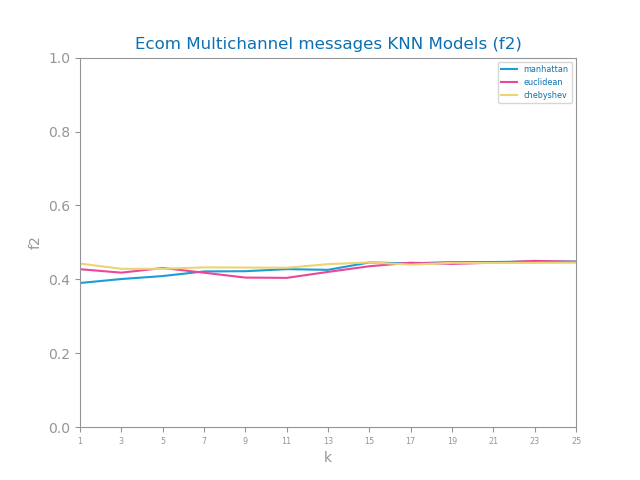 Ecom Multichannel messages KNN Models (f2)
manhattan
euclidean
chebyshev
f2
1.0
0.8
0.6
0.4
0.2
0.0
1 3 5 7 9 11 13 15 17 19 21 23 25
k